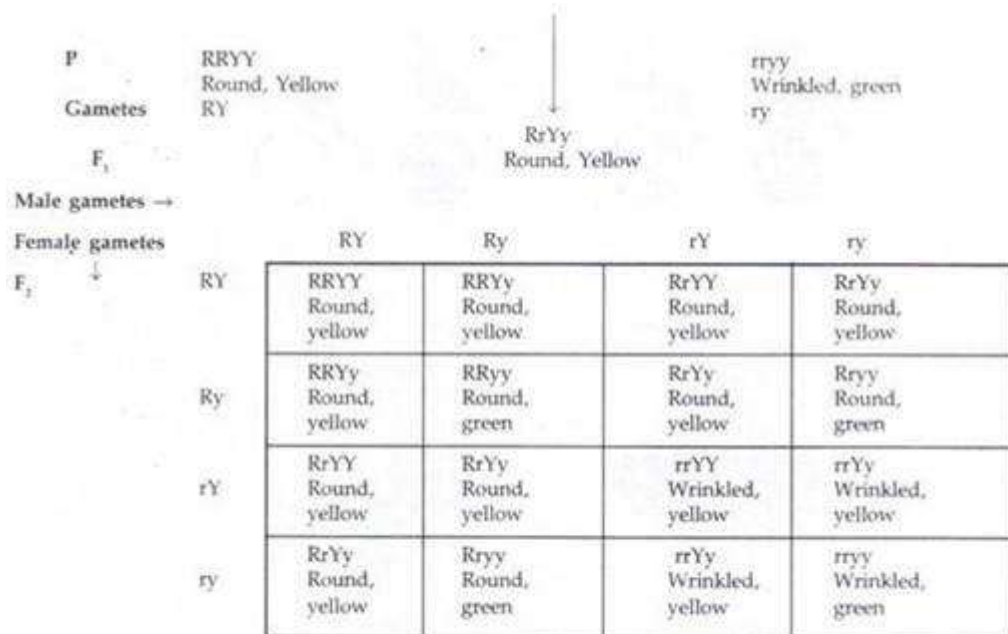 P RRYY rryy
Round, Yellow Wrinkled, green
Gametes RY ry
RrYy
F₁ Round, Yellow
Male gametes →
Female gametes RY Ry rY ry
↓
F₂ RY RRYY RRYy RrYY RrYy
Round, Round, Round, Round,
yellow yellow yellow yellow
RRYy RRyy RrYy Rryy
Ry Round, Round, Round, Round,
yellow green yellow green
RrYY RrYy rrYY rrYy
rY Round, Round, Wrinkled, Wrinkled,
yellow yellow yellow yellow
RrYy Rryy rrYy rryy
ry Round, Round, Wrinkled, Wrinkled,
yellow green yellow green